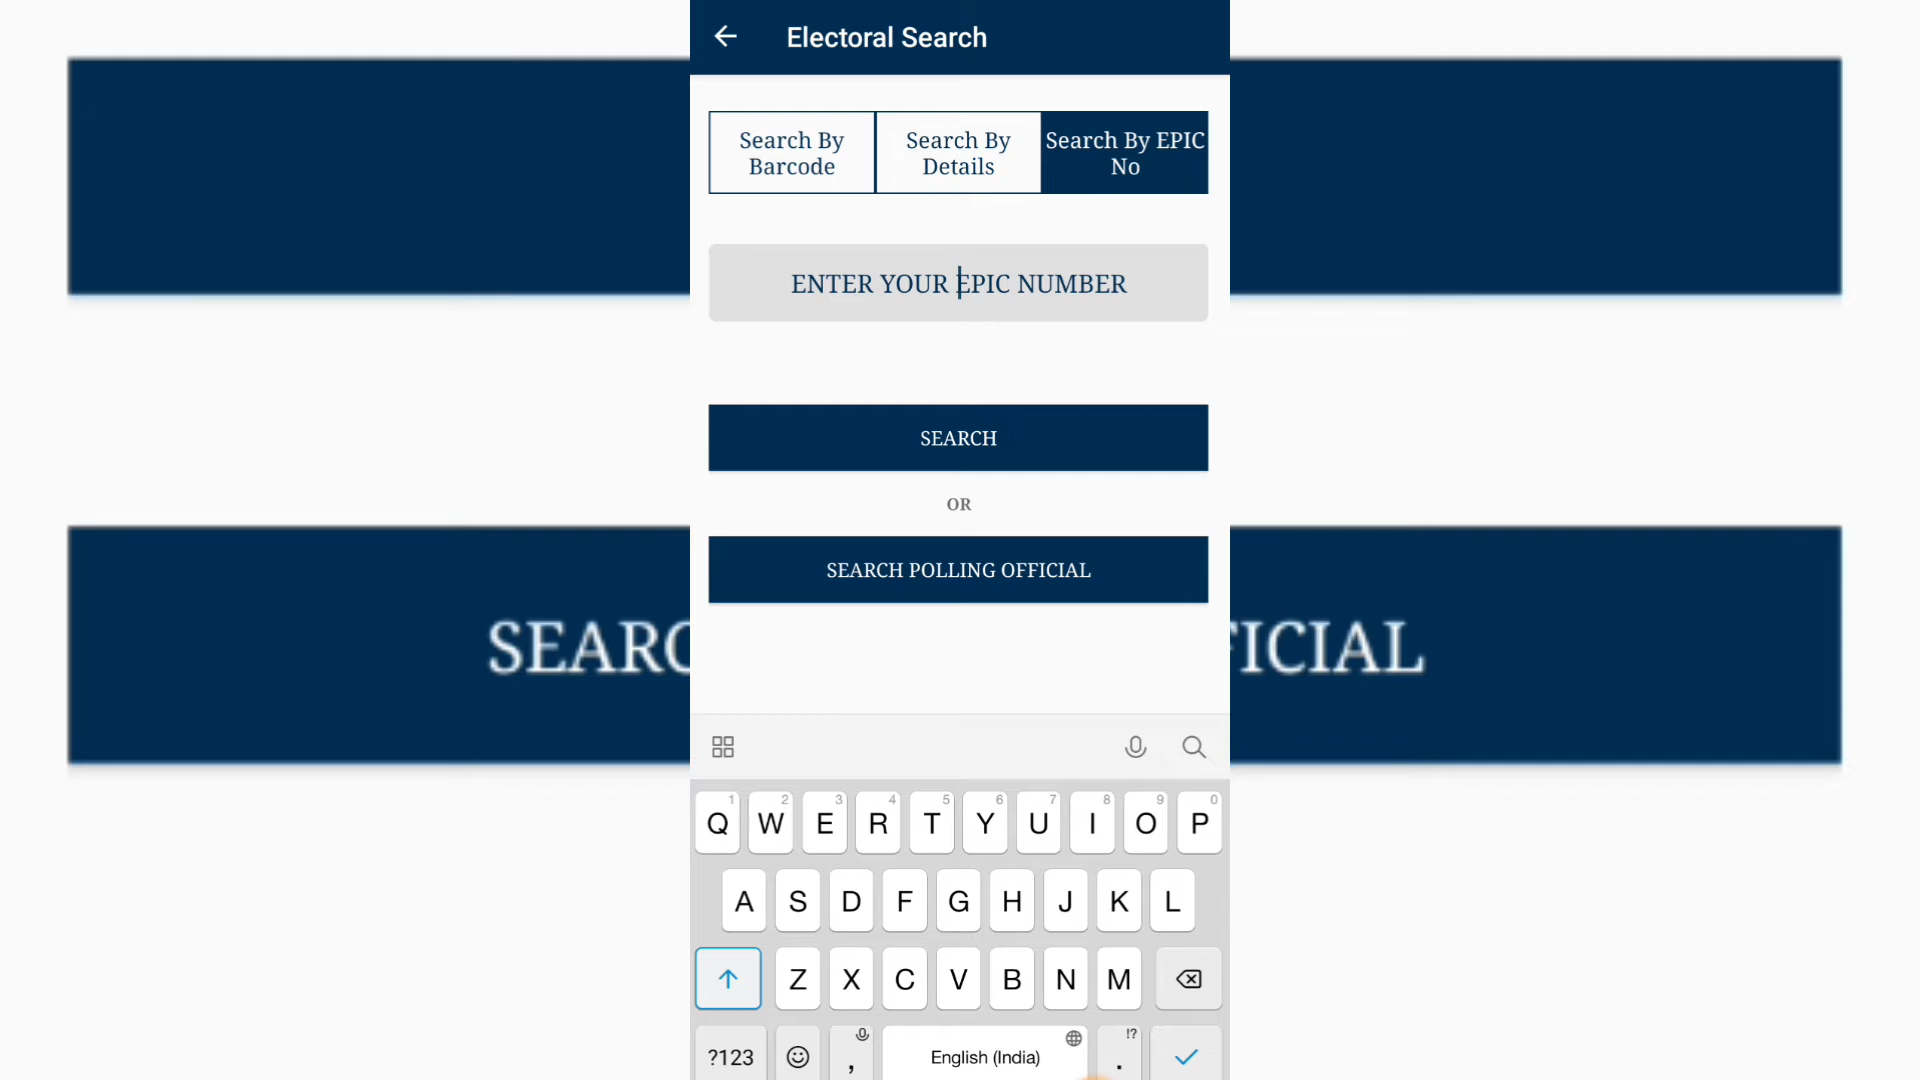 Electoral Search
Search By Barcode
Search By Details
Search By EPIC No
ENTER YOUR EPIC NUMBER
SEARCH
OR
SEARCH POLLING OFFICIAL
SEARC
FICIAL
1 2 3 4 5 6 7 8 9 0
Q W E R T Y U I O P
A S D F G H J K L
Z X C V B N M
?123 , English (India) . !?